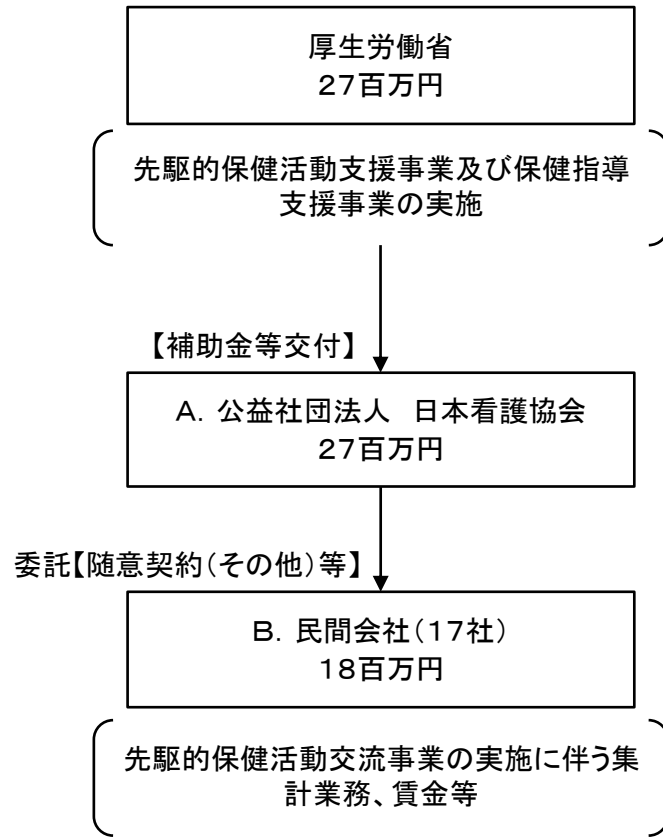 厚生労働省
27百万円
先駆的保健活動支援事業及び保健指導
支援事業の実施
【補助金等交付】
A. 公益社団法人　日本看護協会
27百万円
委託【随意契約(その他)等】
B. 民間会社(17社)
18百万円
先駆的保健活動交流事業の実施に伴う集
計業務、賃金等